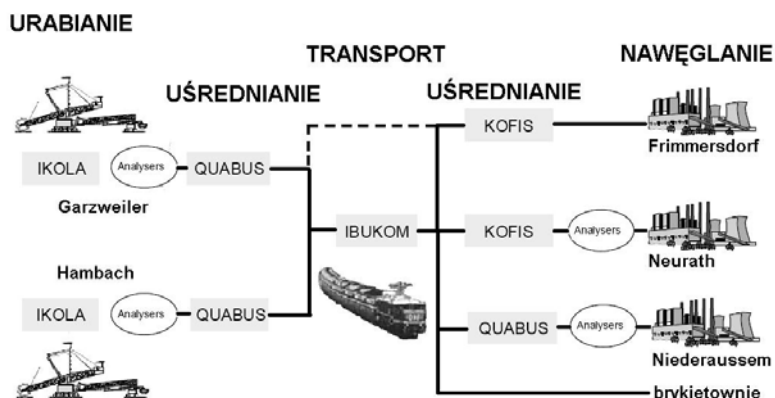 URABIANIE
TRANSPORT
NAWĘGLANIE
UŚREDNIANIE
UŚREDNIANIE
KOFIS
Frimmersdorf
IKOLA
Analysers
QUABUS
Garzweiler
IBUKOM
KOFIS
Analysers
Neurath
Hambach
IKOLA
Analysers
QUABUS
QUABUS
Analysers
Niederaussem
brykietownie